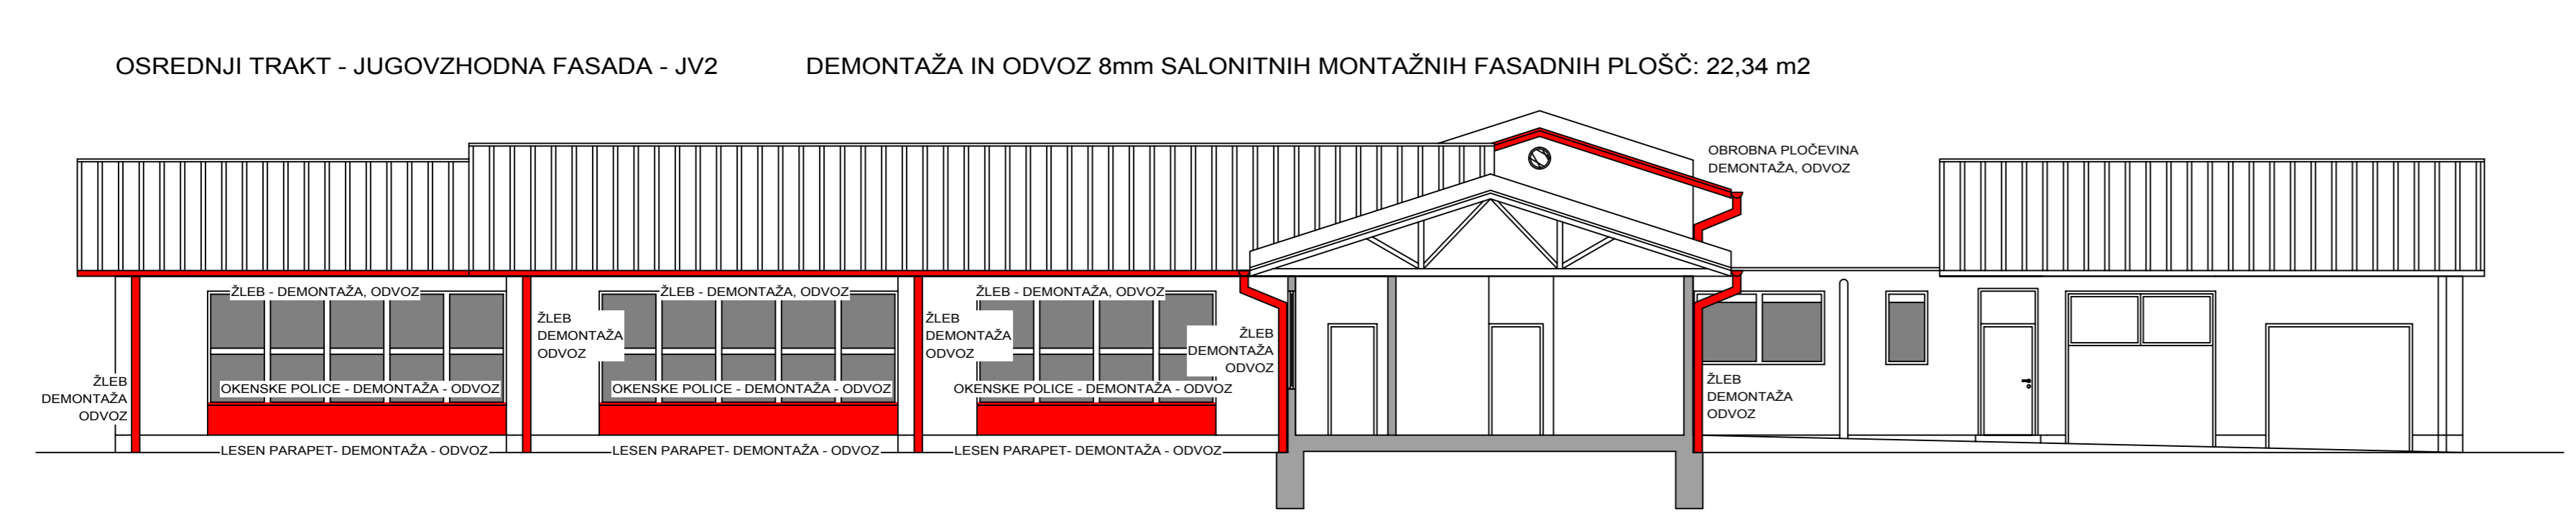 OSREDNJI TRAKT - JUGOVZHODNA FASADA - JV2
DEMONTAŽA IN ODVOZ 8mm SALONITNIH MONTAŽNIH FASADNIH PLOŠČ: 22,34 m2
OBROBNA PLOČEVINA
DEMONTAŽA, ODVOZ
ŽLEB - DEMONTAŽA, ODVOZ
ŽLEB - DEMONTAŽA, ODVOZ
ŽLEB - DEMONTAŽA, ODVOZ
ŽLEB
DEMONTAŽA
ODVOZ
ŽLEB
DEMONTAŽA
ODVOZ
ŽLEB
DEMONTAŽA
ODVOZ
ŽLEB
DEMONTAŽA
ODVOZ
ŽLEB
DEMONTAŽA
ODVOZ
OKENSKE POLICE - DEMONTAŽA - ODVOZ
OKENSKE POLICE - DEMONTAŽA - ODVOZ
OKENSKE POLICE - DEMONTAŽA - ODVOZ
LESEN PARAPET- DEMONTAŽA - ODVOZ
LESEN PARAPET- DEMONTAŽA - ODVOZ
LESEN PARAPET- DEMONTAŽA - ODVOZ